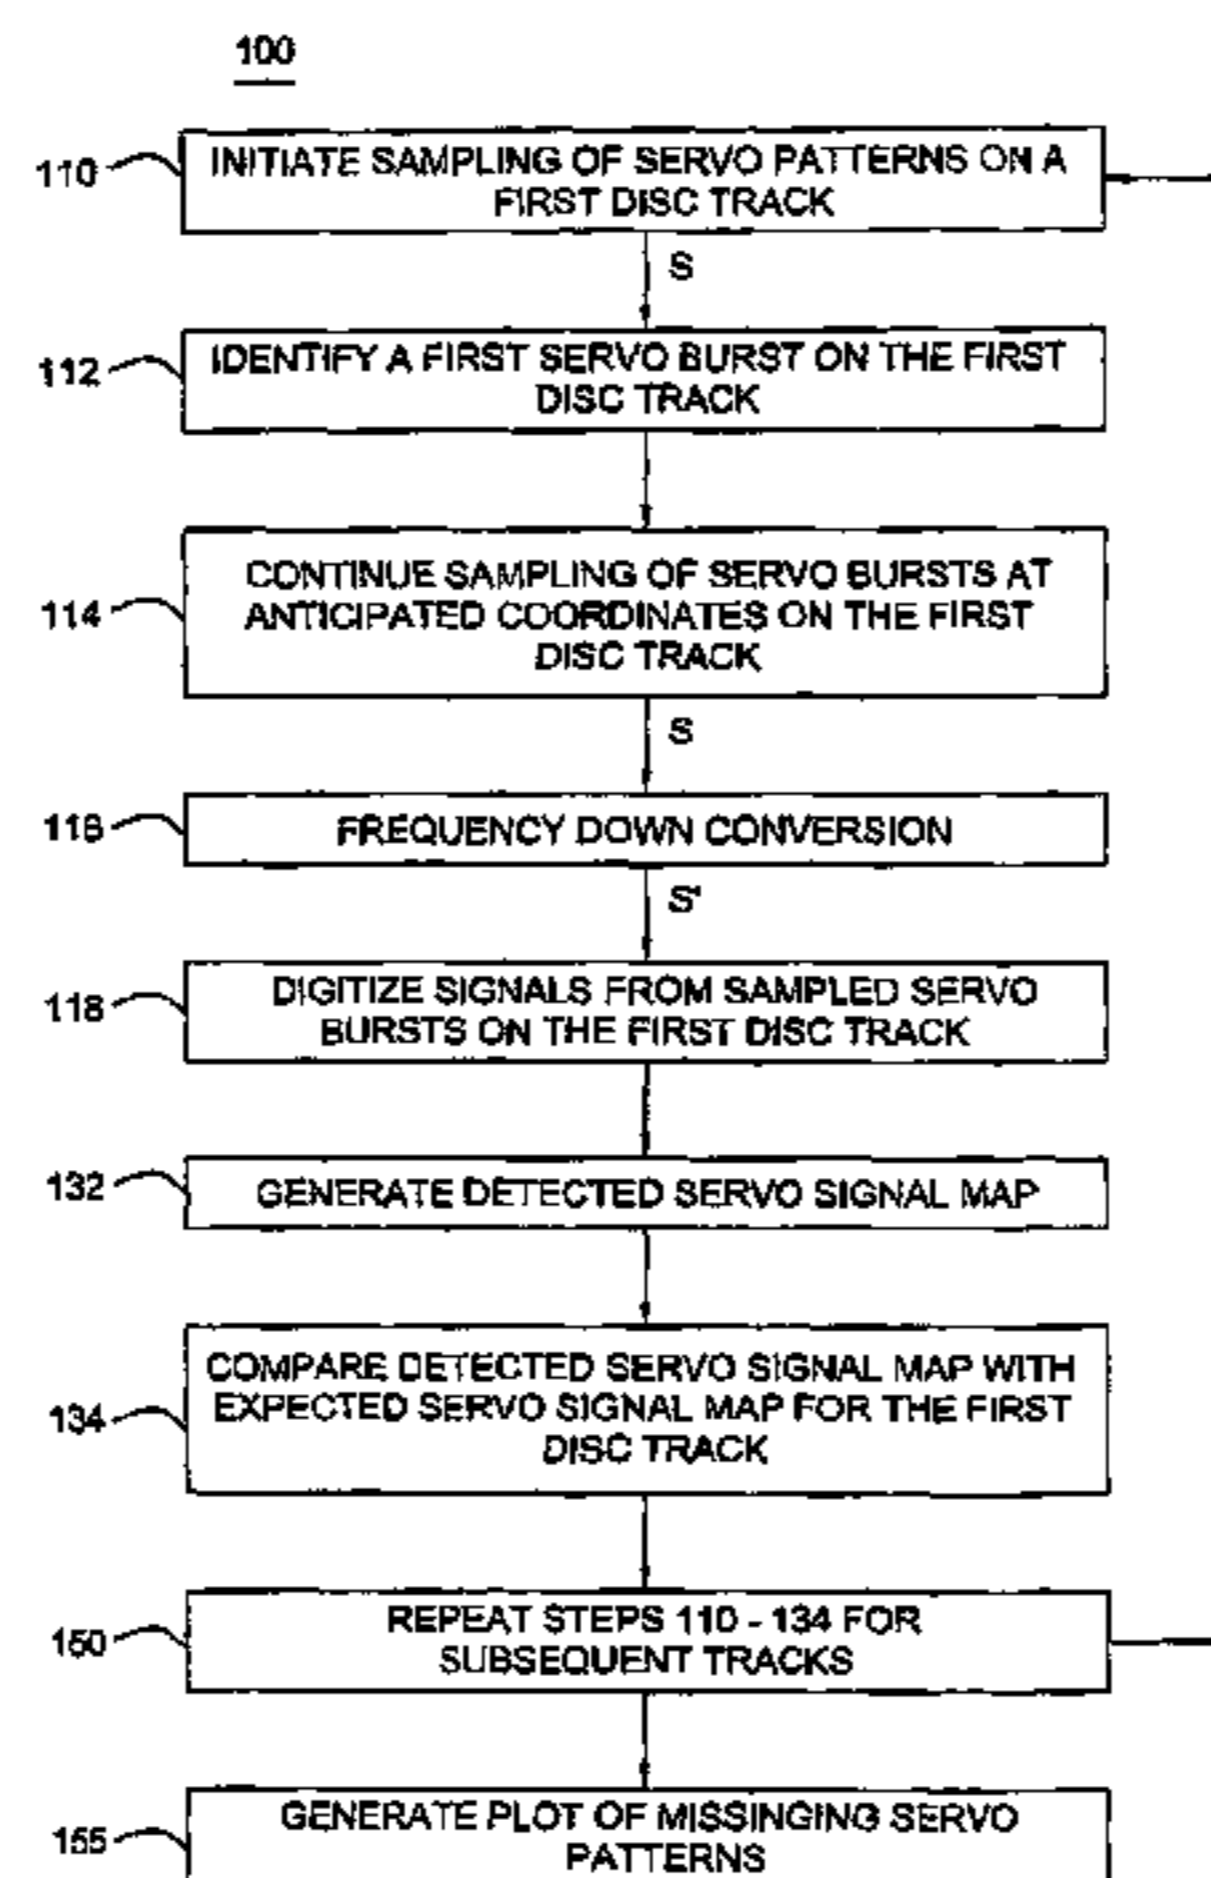 100
110
INITIATE SAMPLING OF SERVO PATTERNS ON A
FIRST DISC TRACK
S
112
IDENTIFY A FIRST SERVO BURST ON THE FIRST
DISC TRACK
114
CONTINUE SAMPLING OF SERVO BURSTS AT
ANTICIPATED COORDINATES ON THE FIRST
DISC TRACK
S
116
FREQUENCY DOWN CONVERSION
S'
118
DIGITIZE SIGNALS FROM SAMPLED SERVO
BURSTS ON THE FIRST DISC TRACK
132
GENERATE DETECTED SERVO SIGNAL MAP
134
COMPARE DETECTED SERVO SIGNAL MAP WITH
EXPECTED SERVO SIGNAL MAP FOR THE FIRST
DISC TRACK
150
REPEAT STEPS 110 - 134 FOR
SUBSEQUENT TRACKS
155
GENERATE PLOT OF MISSINGING SERVO
PATTERNS